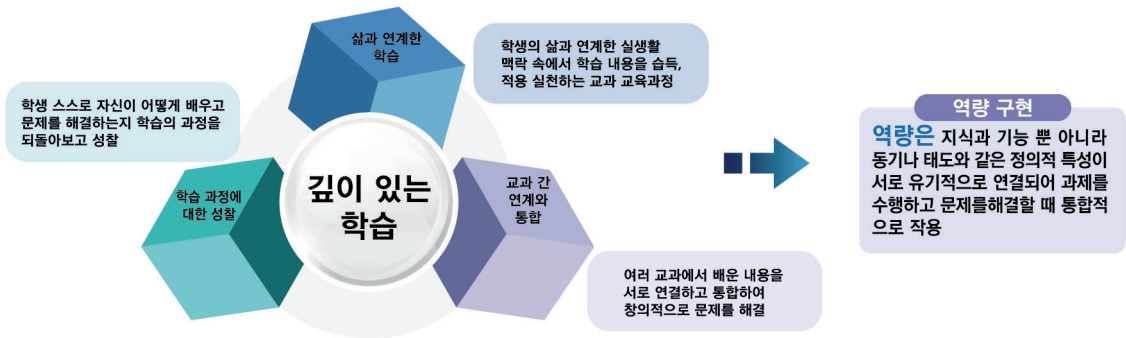 삶과 연계한
학습
학생의 삶과 연계한 실생활
맥락 속에서 학습 내용을 습득,
적용 실천하는 교과 교육과정
학생 스스로 자신이 어떻게 배우고
문제를 해결하는지 학습의 과정을
되돌아보고 성찰
학습 과정에
대한 성찰
깊이 있는
학습
교과 간
연계와
통합
여러 교과에서 배운 내용을
서로 연결하고 통합하여
창의적으로 문제를 해결
역량 구현
역량은 지식과 기능 뿐 아니라
동기나 태도와 같은 정의적 특성이
서로 유기적으로 연결되어 과제를
수행하고 문제를해결할 때 통합적
으로 작용